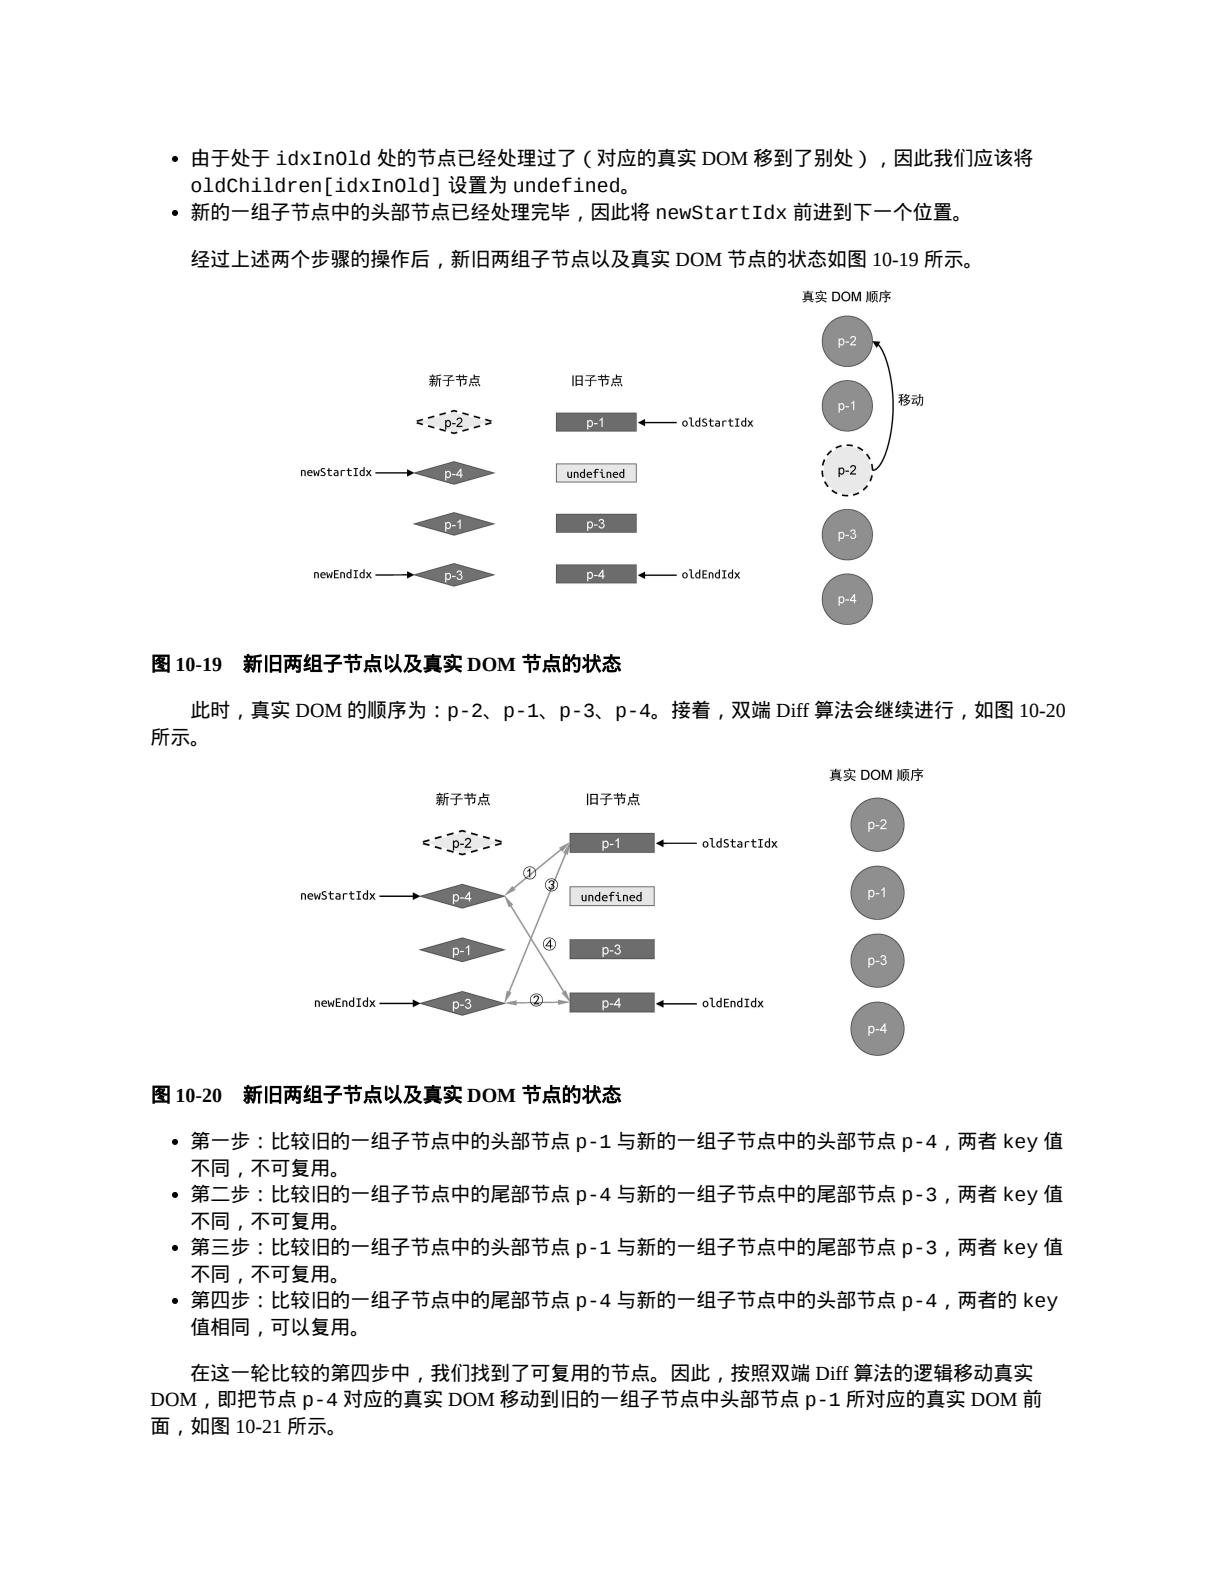 • 由于处于 idxInOld 处的节点已经处理过了（对应的真实 DOM 移到了别处），因此我们应该将
oldChildren[idxInOld] 设置为 undefined。
• 新的一组子节点中的头部节点已经处理完毕，因此将 newStartIdx 前进到下一个位置。
经过上述两个步骤的操作后，新旧两组子节点以及真实 DOM 节点的状态如图 10-19 所示。
真实 DOM 顺序
p-2
新子节点 旧子节点
p-1 移动
p-2 p-1 oldStartIdx
newStartIdx p-4 undefined p-2
p-1 p-3 p-3
newEndIdx p-3 p-4 oldEndIdx
p-4
图 10-19 新旧两组子节点以及真实 DOM 节点的状态
此时，真实 DOM 的顺序为：p-2、p-1、p-3、p-4。接着，双端 Diff 算法会继续进行，如图 10-20
所示。
真实 DOM 顺序
新子节点 旧子节点
p-2
p-2 p-1 oldStartIdx
① ③
newStartIdx p-4 undefined p-1
④
p-1 p-3 p-3
newEndIdx p-3 ② p-4 oldEndIdx
p-4
图 10-20 新旧两组子节点以及真实 DOM 节点的状态
• 第一步：比较旧的一组子节点中的头部节点 p-1 与新的一组子节点中的头部节点 p-4，两者 key 值
不同，不可复用。
• 第二步：比较旧的一组子节点中的尾部节点 p-4 与新的一组子节点中的尾部节点 p-3，两者 key 值
不同，不可复用。
• 第三步：比较旧的一组子节点中的头部节点 p-1 与新的一组子节点中的尾部节点 p-3，两者 key 值
不同，不可复用。
• 第四步：比较旧的一组子节点中的尾部节点 p-4 与新的一组子节点中的头部节点 p-4，两者的 key
值相同，可以复用。
在这一轮比较的第四步中，我们找到了可复用的节点。因此，按照双端 Diff 算法的逻辑移动真实
DOM，即把节点 p-4 对应的真实 DOM 移动到旧的一组子节点中头部节点 p-1 所对应的真实 DOM 前
面，如图 10-21 所示。